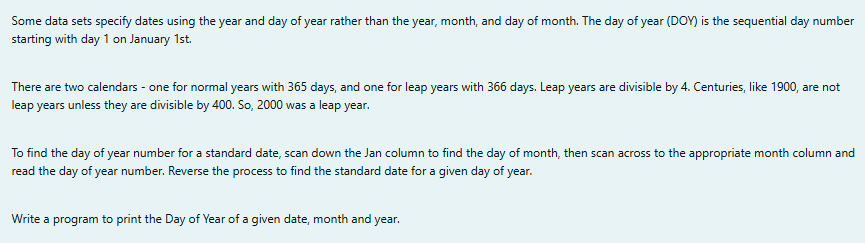 Some data sets specify dates using the year and day of year rather than the year, month, and day of month. The day of year (DOY) is the sequential day number
starting with day 1 on January 1st.
There are two calendars - one for normal years with 365 days, and one for leap years with 366 days. Leap years are divisible by 4. Centuries, like 1900, are not
leap years unless they are divisible by 400. So, 2000 was a leap year.
To find the day of year number for a standard date, scan down the Jan column to find the day of month, then scan across to the appropriate month column and
read the day of year number. Reverse the process to find the standard date for a given day of year.
Write a program to print the Day of Year of a given date, month and year.